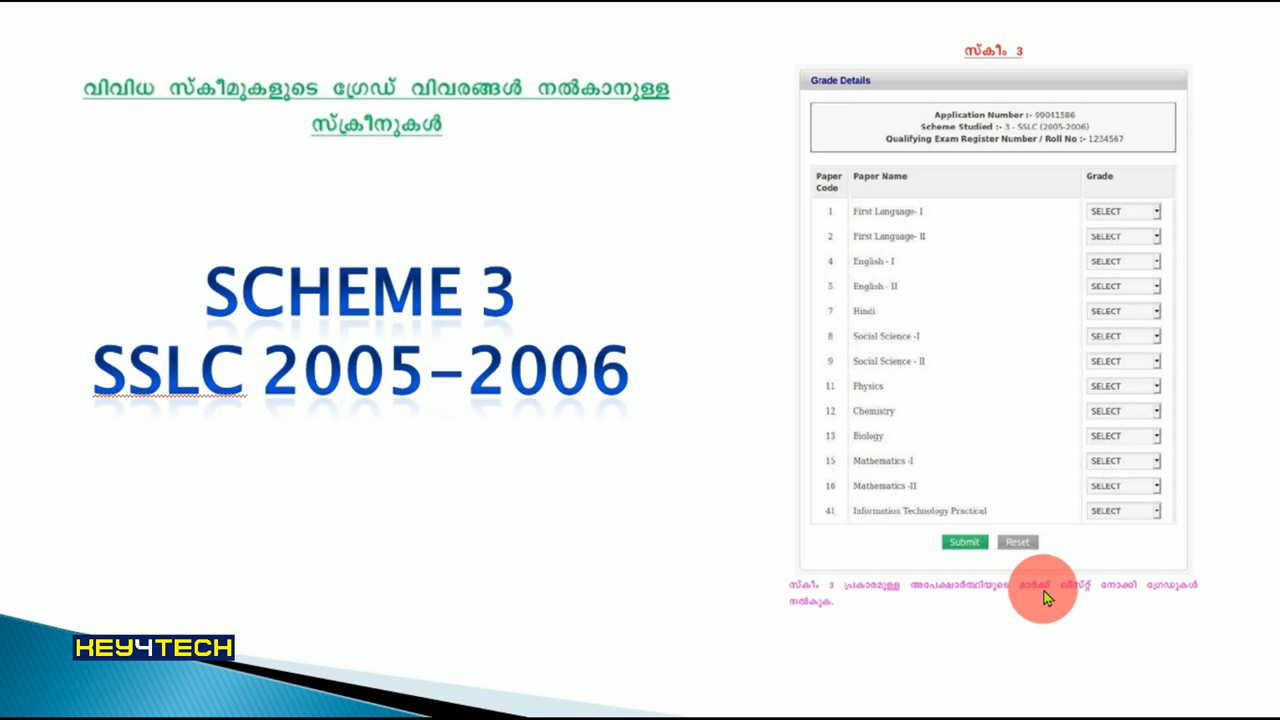 വിവിധ സ്കീമുകളുടെ ഗ്രേഡ് വിവരങ്ങൾ നൽകാനുള്ള
സ്ക്രീനുകൾ
SCHEME 3
SSLC 2005-2006
KEY4TECH
സ്കീം 3
Grade Details
Application Number :- 99041586
Scheme Studied :- 3 - SSLC (2005-2006)
Qualifying Exam Register Number / Roll No :- 1234567
Paper Code Paper Name Grade
1 First Language- I SELECT
2 First Language- II SELECT
4 English - I SELECT
5 English - II SELECT
7 Hindi SELECT
8 Social Science -I SELECT
9 Social Science - II SELECT
11 Physics SELECT
12 Chemistry SELECT
13 Biology SELECT
15 Mathematics -I SELECT
16 Mathematics -II SELECT
41 Information Technology Practical SELECT
Submit Reset
സ്കീം 3 പ്രകാരമുള്ള അപേക്ഷാർത്ഥിയുടെ മാർക്ക് ലിസ്റ്റ് നോക്കി ഗ്രേഡുകൾ
നൽകുക.